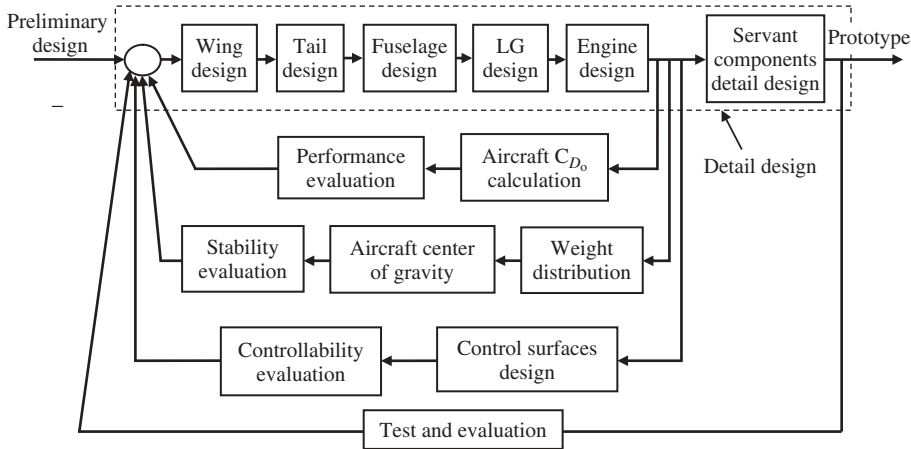 Preliminary
design
Wing
design
Tail
design
Fuselage
design
LG
design
Engine
design
Servant
components
detail design
Prototype
–
Performance
evaluation
Aircraft C_{D_o}
calculation
Detail design
Stability
evaluation
Aircraft center
of gravity
Weight
distribution
Controllability
evaluation
Control surfaces
design
Test and evaluation